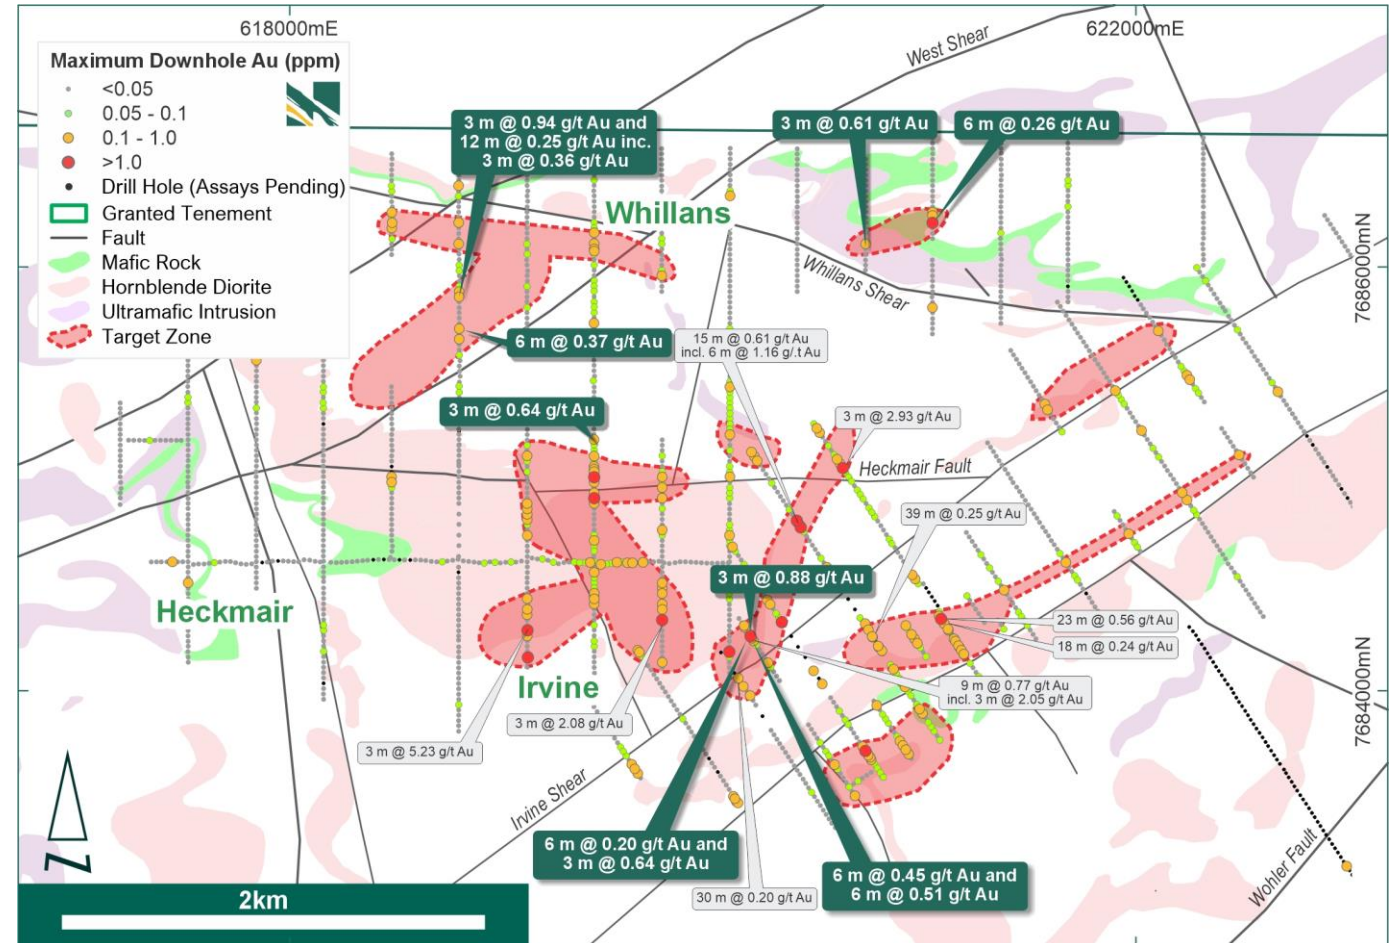 618000mE
622000mE
West Shear
Maximum Downhole Au (ppm)
<0.05
0.05 - 0.1
0.1 - 1.0
>1.0
Drill Hole (Assays Pending)
Granted Tenement
Fault
Mafic Rock
Hornblende Diorite
Ultramafic Intrusion
Target Zone
3 m @ 0.94 g/t Au and
12 m @ 0.25 g/t Au inc.
3 m @ 0.36 g/t Au
3 m @ 0.61 g/t Au
6 m @ 0.26 g/t Au
Whillans
Whillans Shear
7686000mN
6 m @ 0.37 g/t Au
15 m @ 0.61 g/t Au
incl. 6 m @ 1.16 g/.t Au
3 m @ 0.64 g/t Au
3 m @ 2.93 g/t Au
Heckmair Fault
39 m @ 0.25 g/t Au
3 m @ 0.88 g/t Au
Heckmair
23 m @ 0.56 g/t Au
18 m @ 0.24 g/t Au
Irvine
9 m @ 0.77 g/t Au
incl. 3 m @ 2.05 g/t Au
7684000mN
3 m @ 2.08 g/t Au
3 m @ 5.23 g/t Au
Irvine Shear
6 m @ 0.20 g/t Au and
3 m @ 0.64 g/t Au
6 m @ 0.45 g/t Au and
6 m @ 0.51 g/t Au
30 m @ 0.20 g/t Au
Wohler Fault
Z
2km